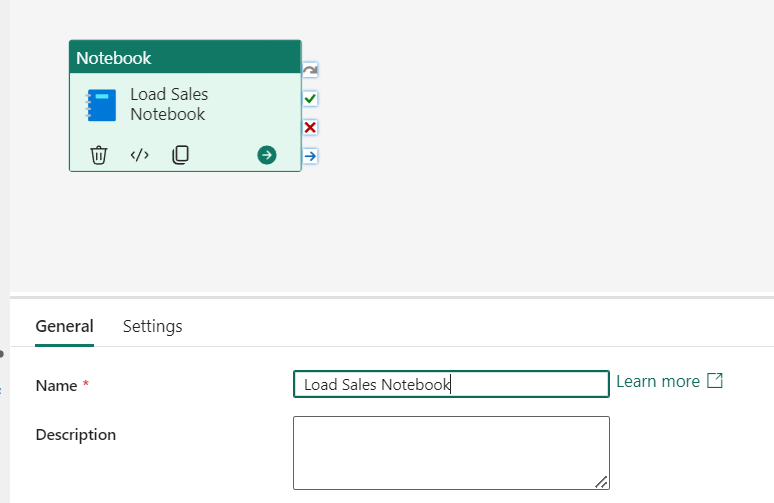 Notebook
Load Sales
Notebook
</>
General Settings
Name *
Load Sales Notebook
Learn more
Description